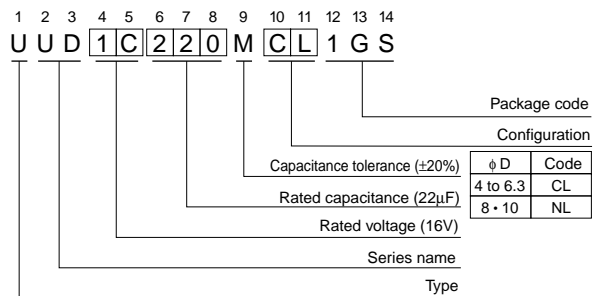 1 2 3 4 5 6 7 8 9 10 11 12 13 14
U U D 1 C 2 2 0 M C L 1 G S
Package code
Configuration
Capacitance tolerance (±20%)
Rated capacitance (22µF)
Rated voltage (16V)
Series name
Type
φ D Code
4 to 6.3 CL
8 • 10 NL